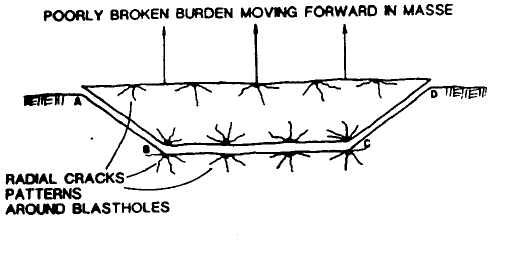 POORLY BROKEN BURDEN MOVING FORWARD IN MASSE
A
D
B
C
RADIAL CRACKS
PATTERNS
AROUND BLASTHOLES